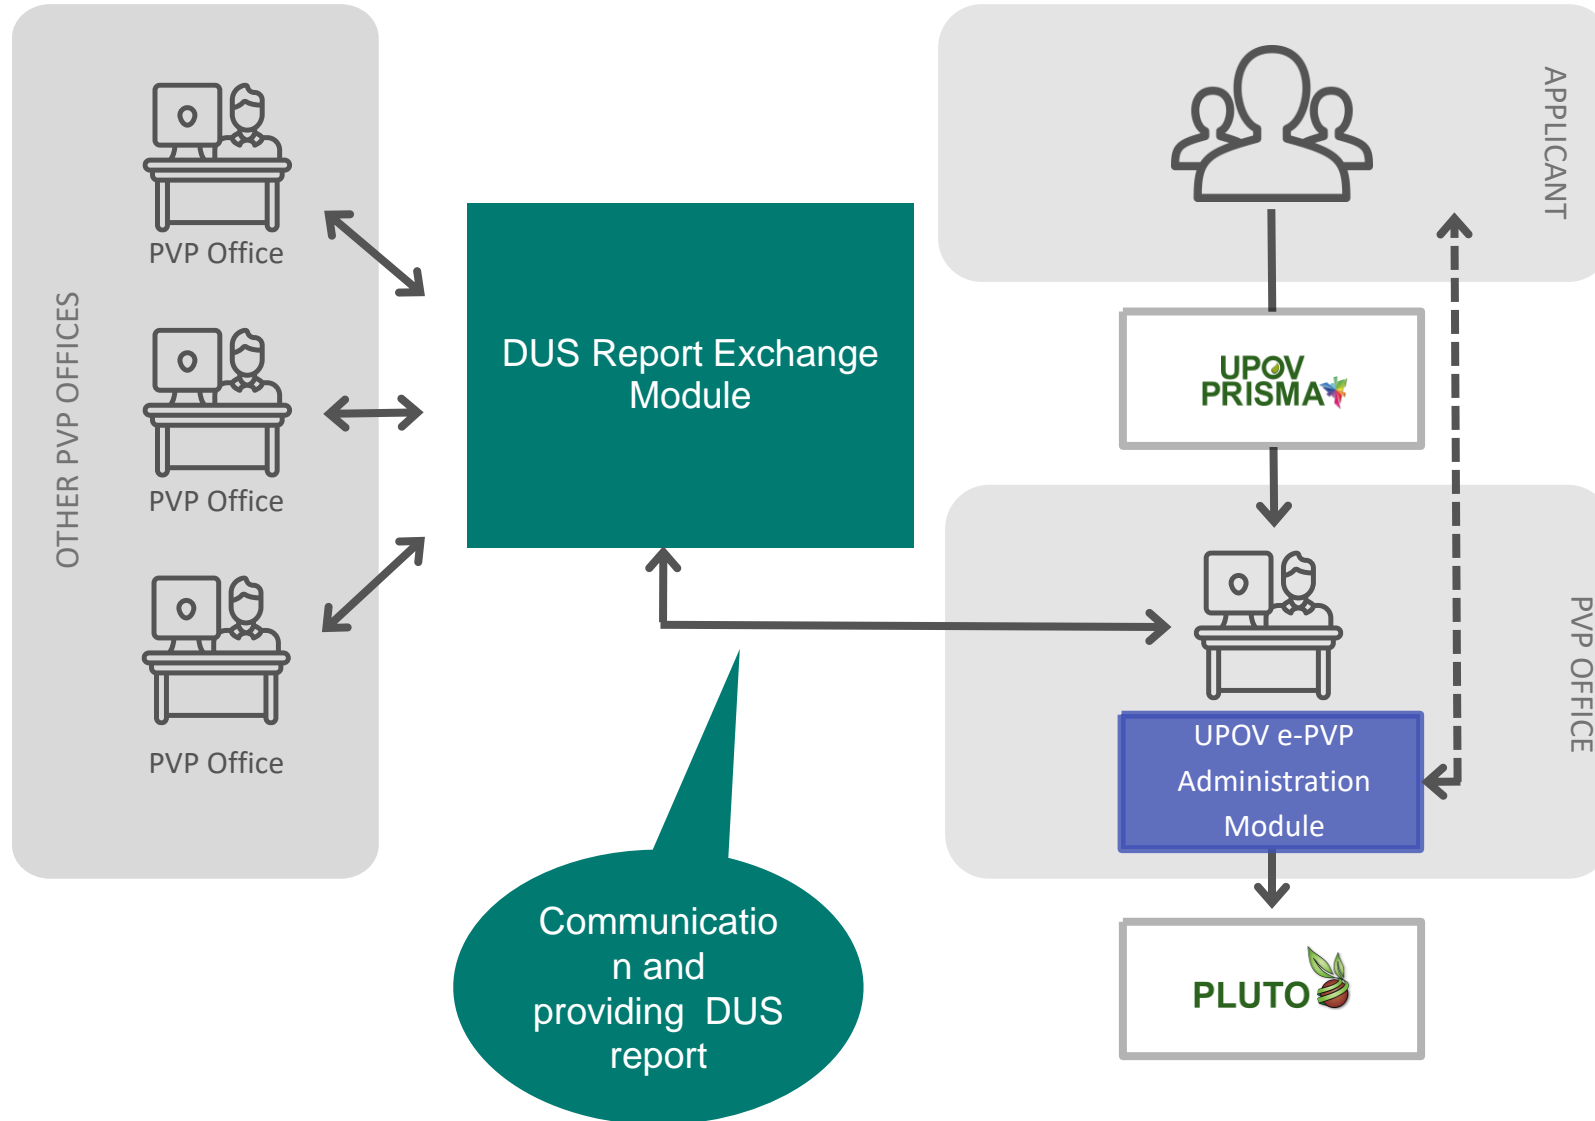 OTHER PVP OFFICES
PVP Office
PVP Office
PVP Office
DUS Report Exchange
Module
Communicatio
n and
providing DUS
report
APPLICANT
UPOV
PRISMA
PVP OFFICE
UPOV e-PVP
Administration
Module
PLUTO